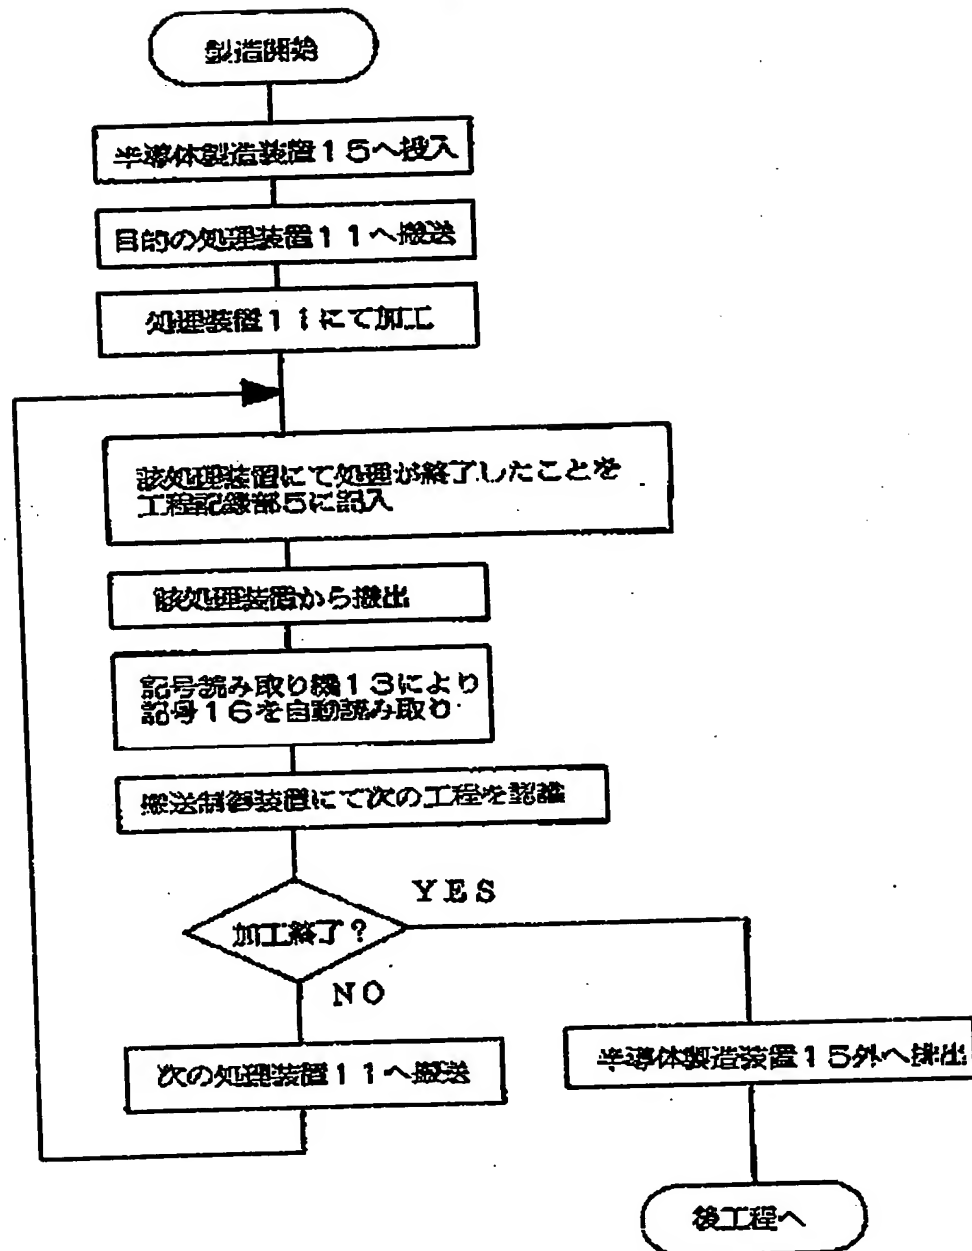 製造開始
半導体製造装置15へ投入
目的の処理装置11へ搬送
処理装置11にて加工
該処理装置にて処理が終了したことを
工程記録部5に記入
該処理装置から搬出
記号読み取り機13により
記号16を自動読み取り
搬送制御装置にて次の工程を認識
加工終了?
YES
NO
次の処理装置11へ搬送
半導体製造装置15外へ排出
後工程へ